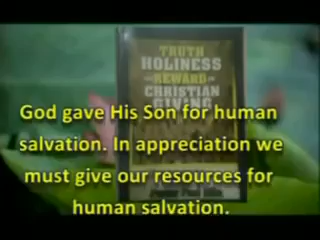 TRUTH
HOLINESS
REWARD
CHRISTIAN
GIVING
God gave His Son for human
salvation. In appreciation we
must give our resources for
human salvation.